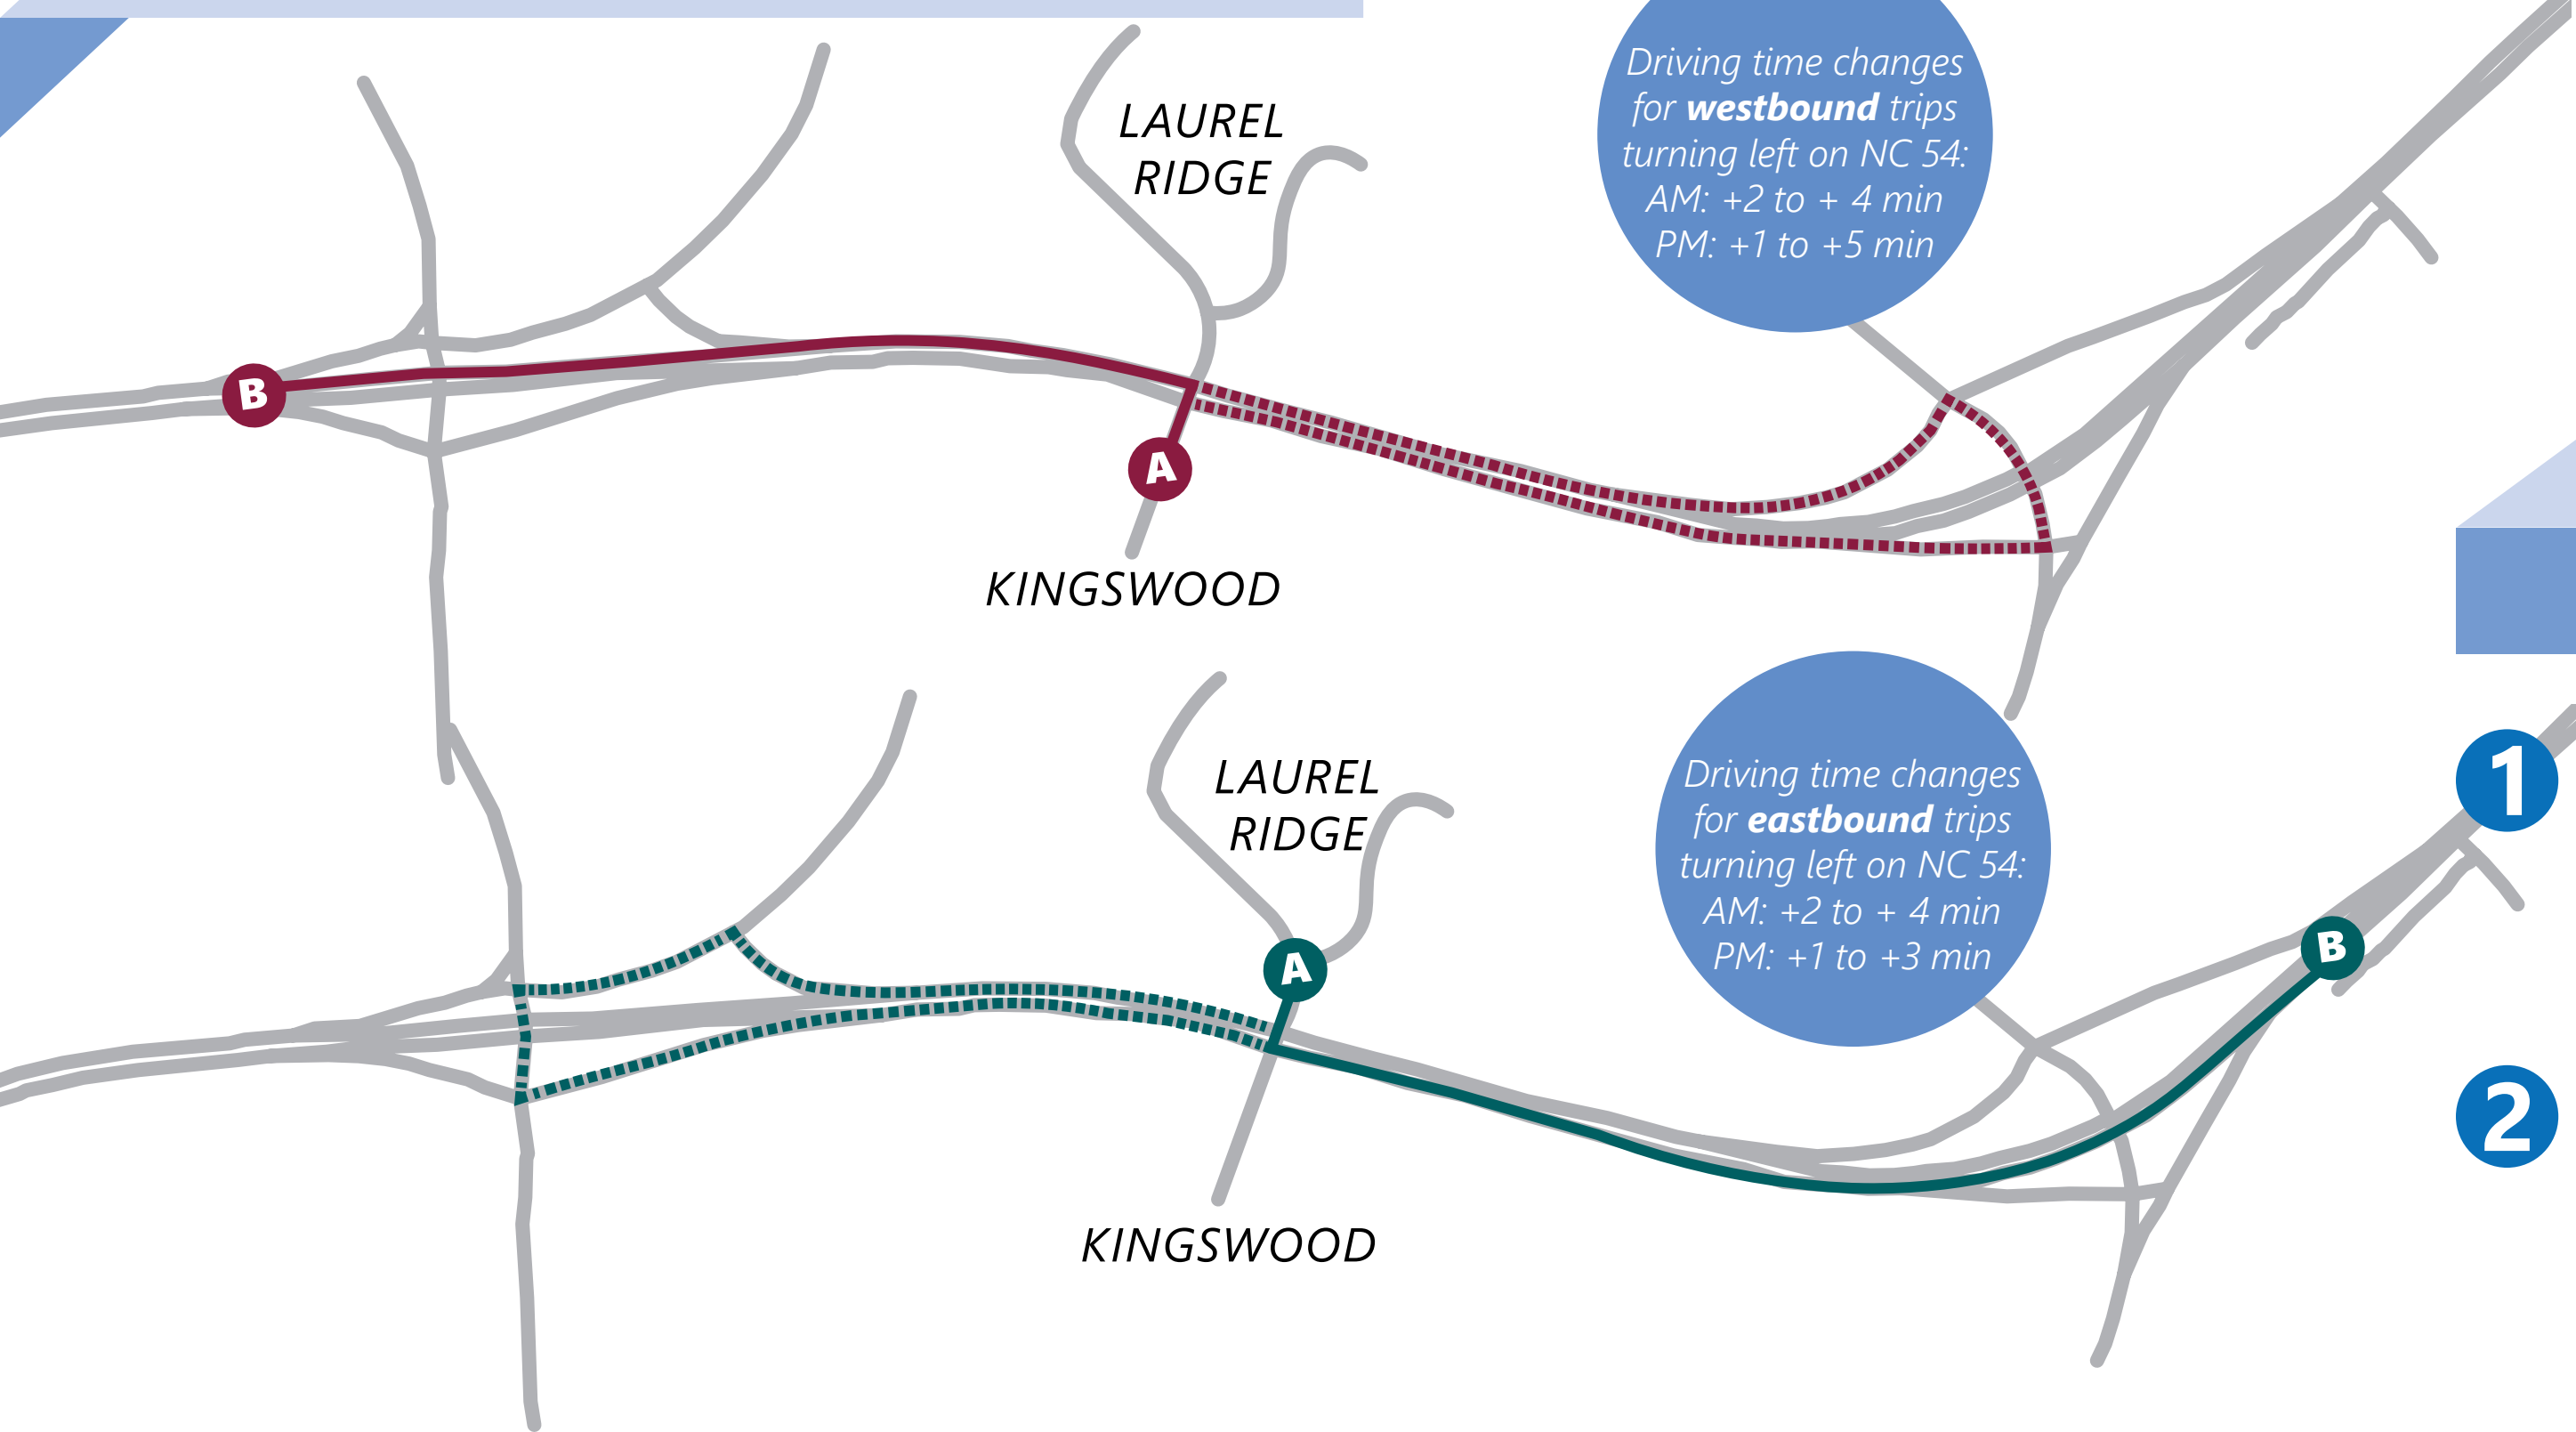 LAUREL
RIDGE
Driving time changes
for westbound trips
turning left on NC 54:
AM: +2 to + 4 min
PM: +1 to +5 min
B
A
KINGSWOOD
LAUREL
RIDGE
Driving time changes
for eastbound trips
turning left on NC 54:
AM: +2 to + 4 min
PM: +1 to +3 min
1
B
A
2
KINGSWOOD